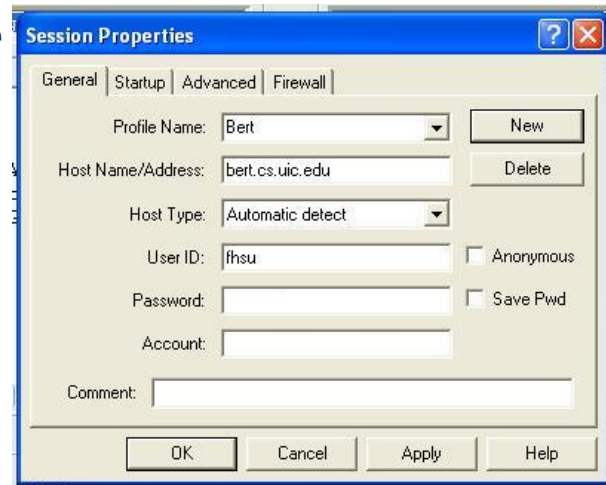 Session Properties
General Startup Advanced Firewall
Profile Name: Bert New
Host Name/Address: bert.cs.uic.edu Delete
Host Type: Automatic detect
User ID: fhsu Anonymous
Password: Save Pwd
Account:
Comment:
OK Cancel Apply Help